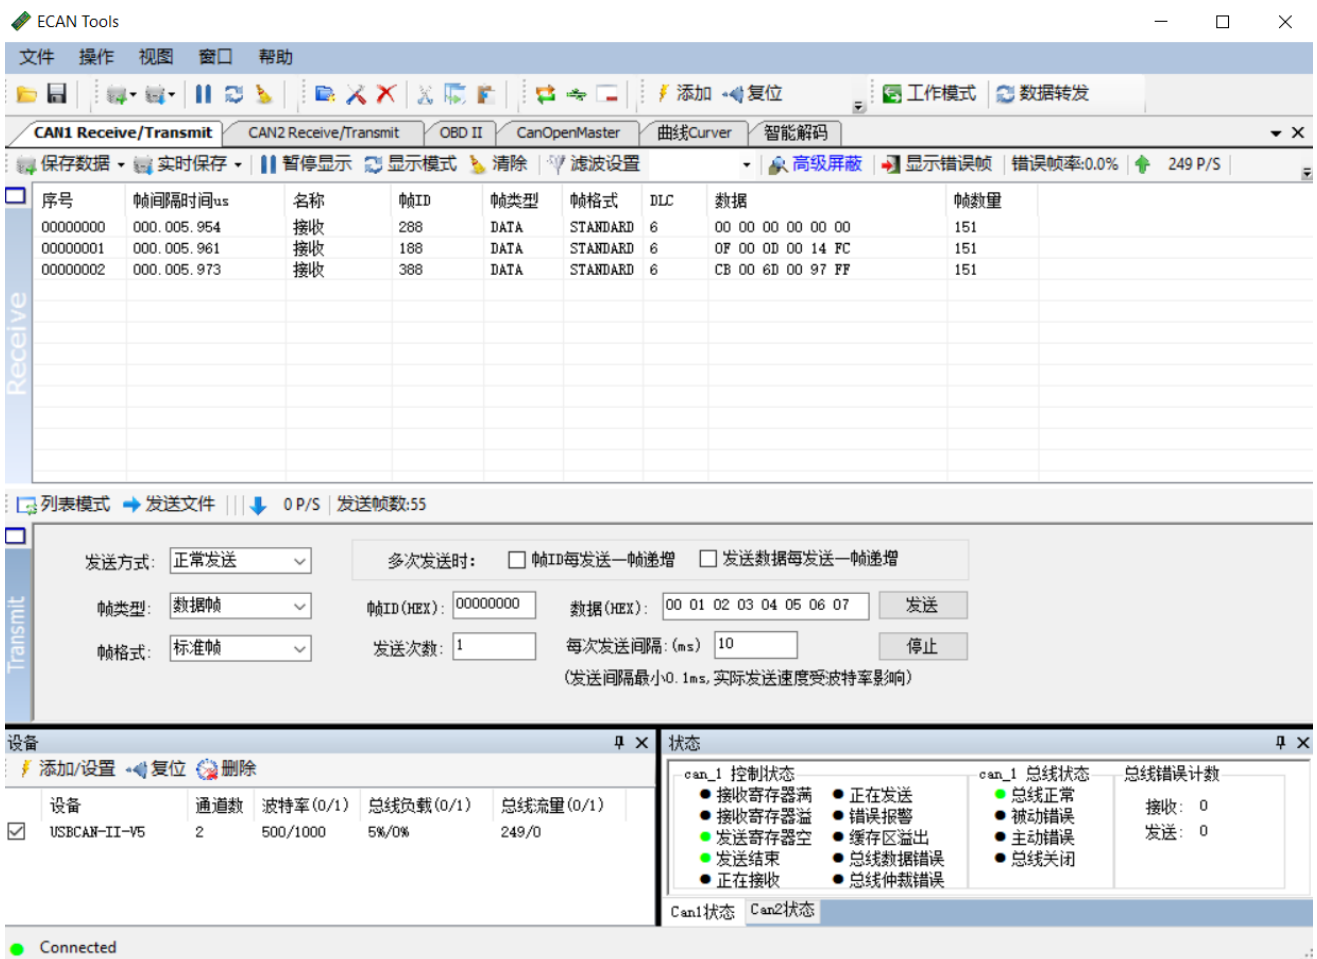 ECAN Tools
文件 操作 视图 窗口 帮助
添加 复位 工作模式 数据转发
CAN1 Receive/Transmit CAN2 Receive/Transmit OBD II CanOpenMaster 曲线Curver 智能解码
保存数据 实时保存 暂停显示 显示模式 清除 滤波设置 高级屏蔽 显示错误帧 错误帧率:0.0% 249 P/S
序号 帧间隔时间us 名称 帧ID 帧类型 帧格式 DLC 数据 帧数量
00000000 000.005.954 接收 288 DATA STANDARD 6 00 00 00 00 00 00 151
00000001 000.005.961 接收 188 DATA STANDARD 6 0F 00 0D 00 14 FC 151
00000002 000.005.973 接收 388 DATA STANDARD 6 CB 00 6D 00 97 FF 151
Receive
列表模式 发送文件 0 P/S 发送帧数:55
发送方式: 正常发送 多次发送时: 帧ID每发送一帧递增 发送数据每发送一帧递增
帧类型: 数据帧 帧ID(HEX): 00000000 数据(HEX): 00 01 02 03 04 05 06 07 发送
帧格式: 标准帧 发送次数: 1 每次发送间隔:(ms) 10 停止
(发送间隔最小0.1ms,实际发送速度受波特率影响)
Transmit
设备
添加/设置 复位 删除
设备 通道数 波特率(0/1) 总线负载(0/1) 总线流量(0/1)
USBCAN-II-V5 2 500/1000 5%/0% 249/0
状态
can_1 控制状态 can_1 总线状态 总线错误计数
接收寄存器满 正在发送 总线正常 接收: 0
接收寄存器溢 错误报警 被动错误 发送: 0
发送寄存器空 缓存区溢出 主动错误
发送结束 总线数据错误 总线关闭
正在接收 总线仲裁错误
Can1状态 Can2状态
Connected